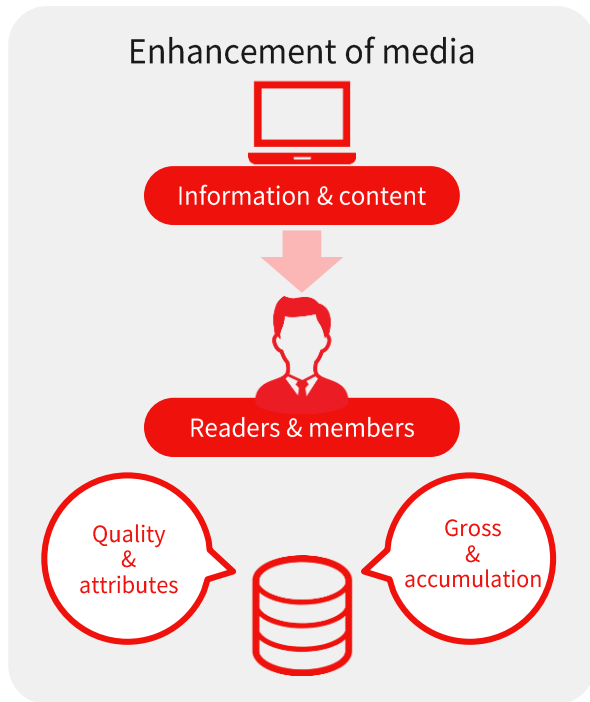 Enhancement of media
Information & content
Readers & members
Quality
&
attributes
Gross
&
accumulation